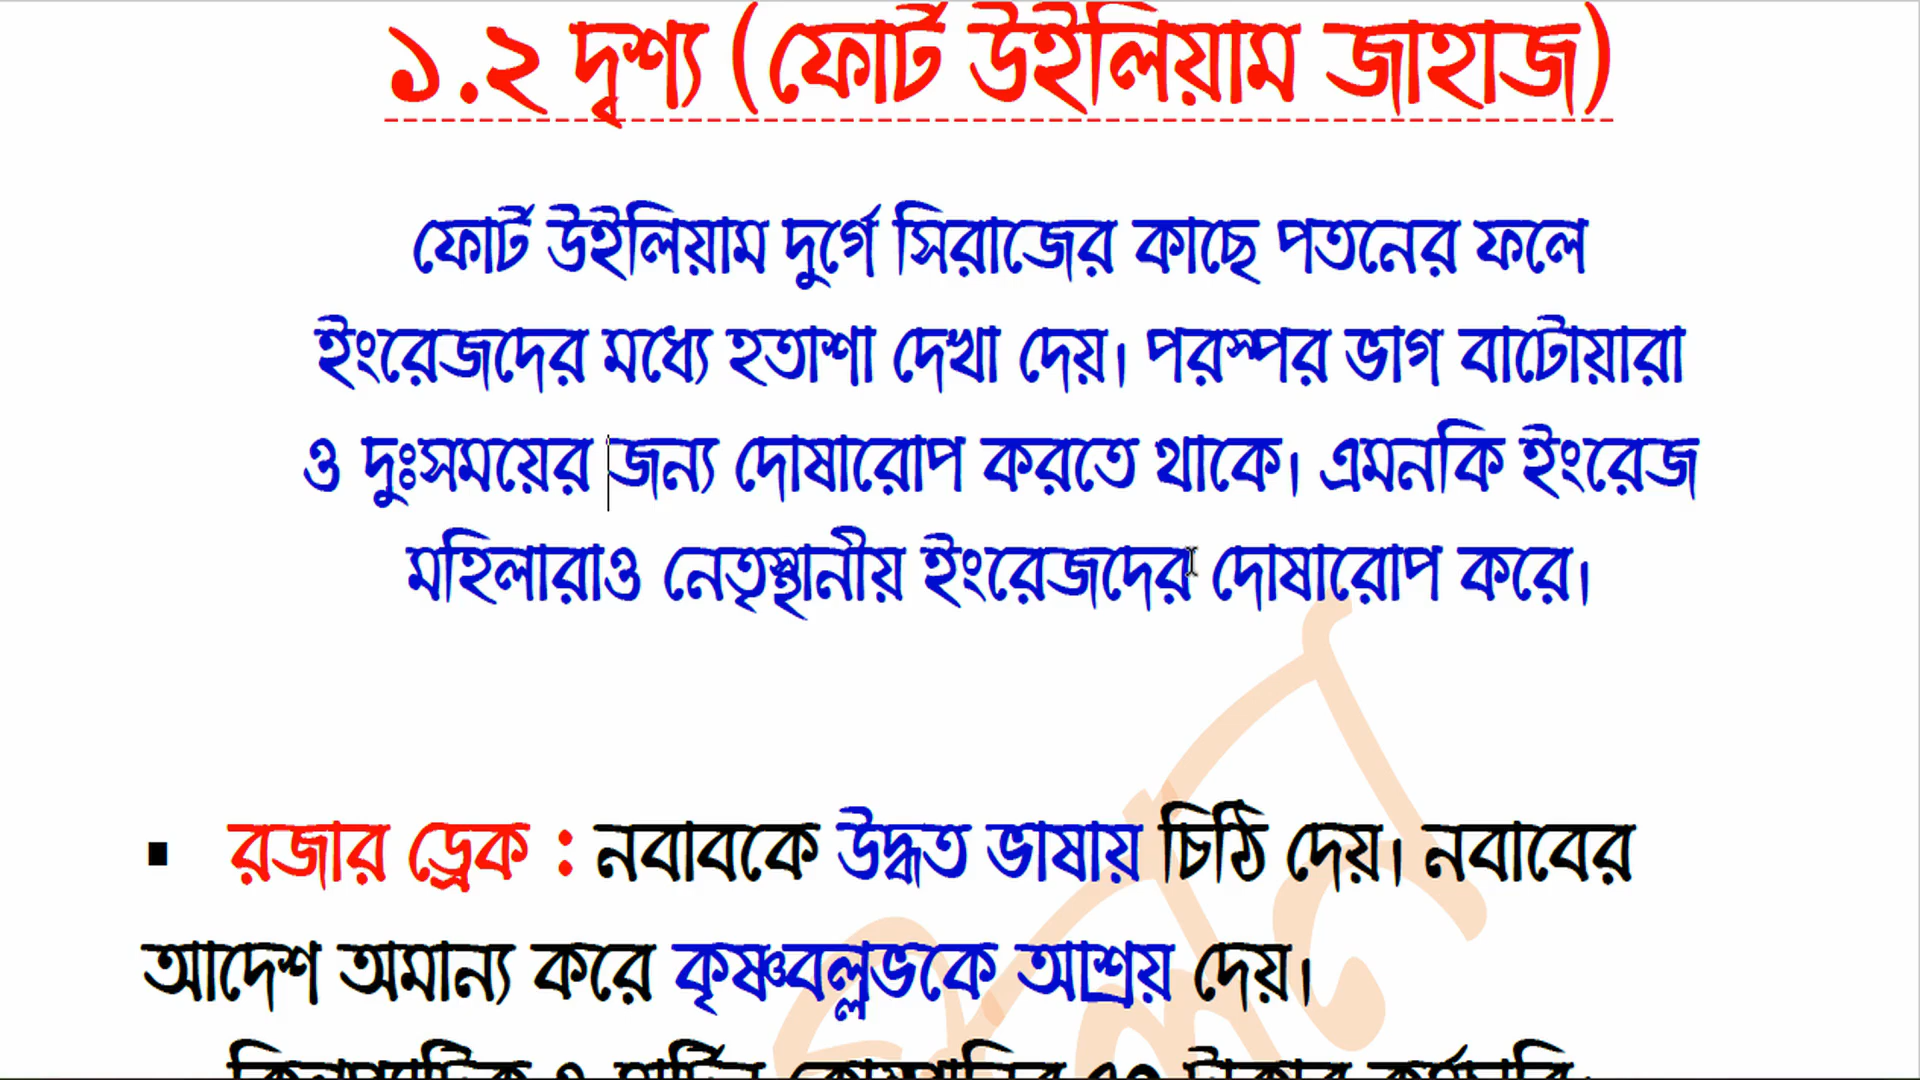 ১.২ দৃশ্য (ফোর্ট উইলিয়াম জাহাজ)
ফোর্ট উইলিয়াম দুর্গে সিরাজের কাছে পতনের ফলে
ইংরেজদের মধ্যে হতাশা দেখা দেয়। পরস্পর ভাগ বাটোয়ারা
ও দুঃসময়ের জন্য দোষারোপ করতে থাকে। এমনকি ইংরেজ
মহিলারাও নেতৃস্থানীয় ইংরেজদের দোষারোপ করে।
▪ রজার ড্রেক : নবাবকে উদ্ধত ভাষায় চিঠি দেয়। নবাবের
আদেশ অমান্য করে কৃষ্ণবল্লভকে আশ্রয় দেয়।